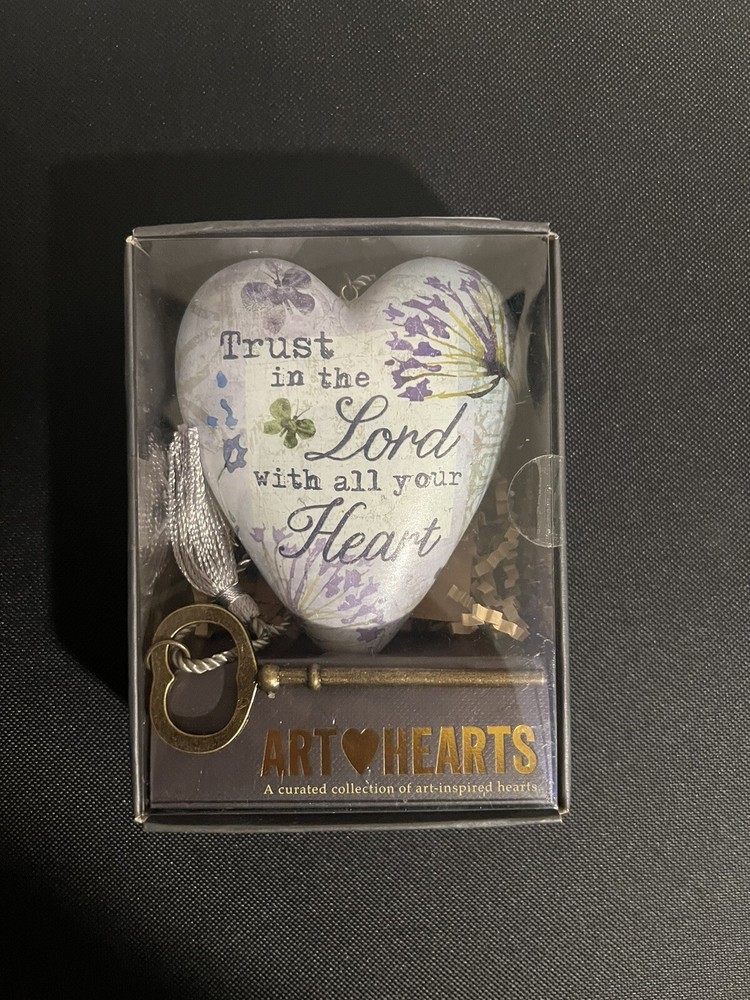 Trust
in the
Lord
with all your
Heart
ART♥HEARTS
A curated collection of art-inspired hearts.